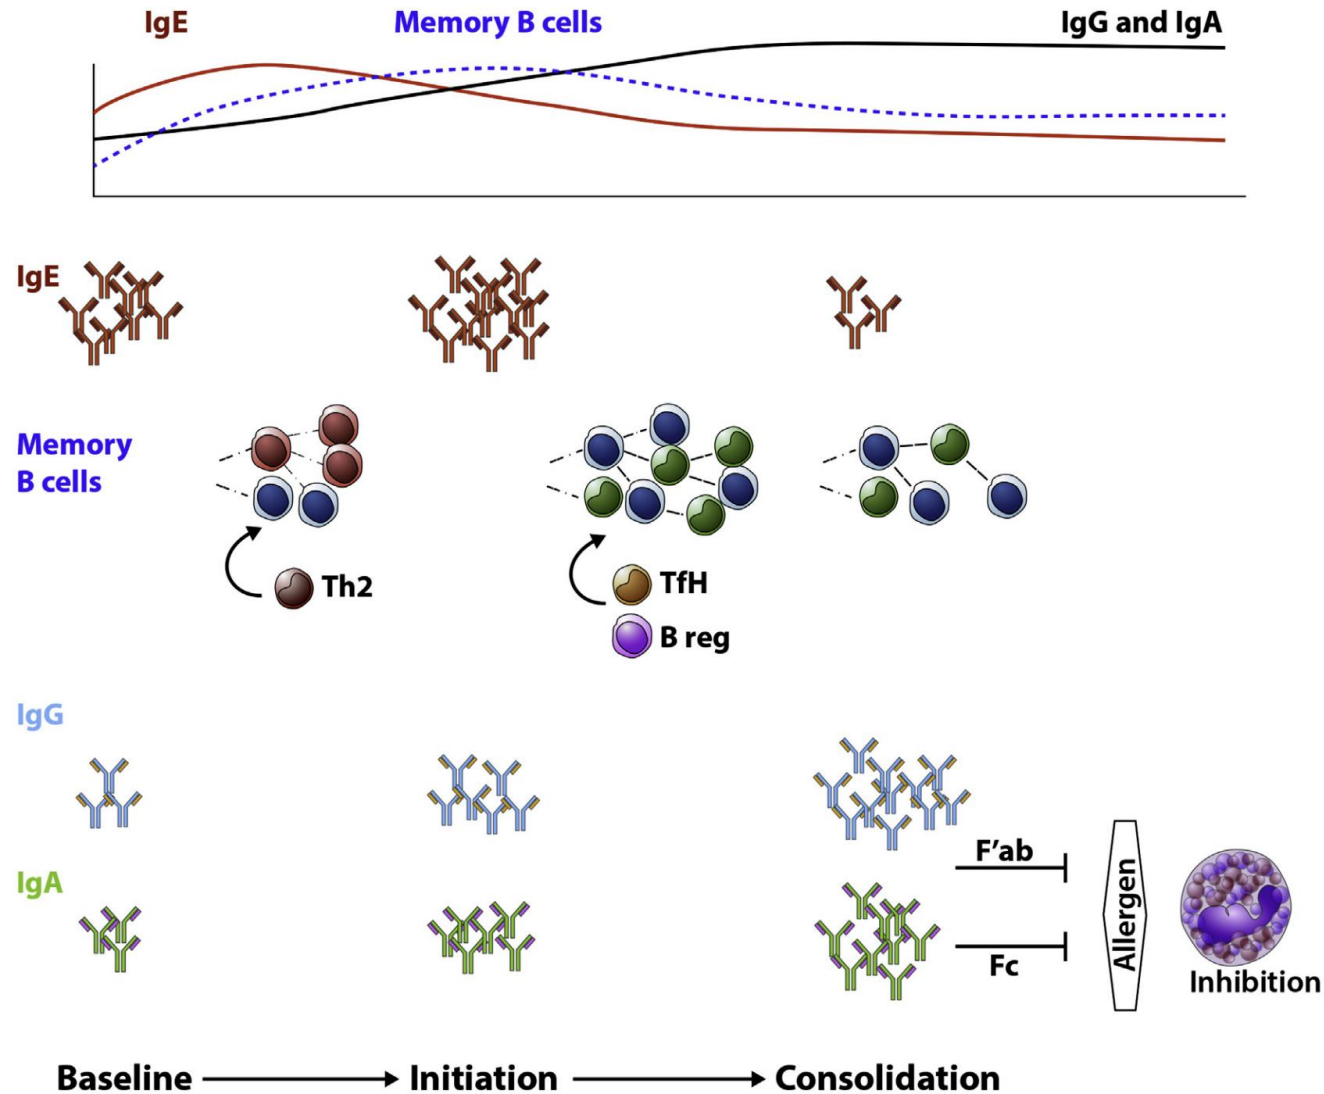 IgE
Memory B cells
IgG and IgA
IgE
Memory
B cells
Th2
TfH
B reg
IgG
IgA
F’ab
Fc
Allergen
Inhibition
Baseline
Initiation
Consolidation